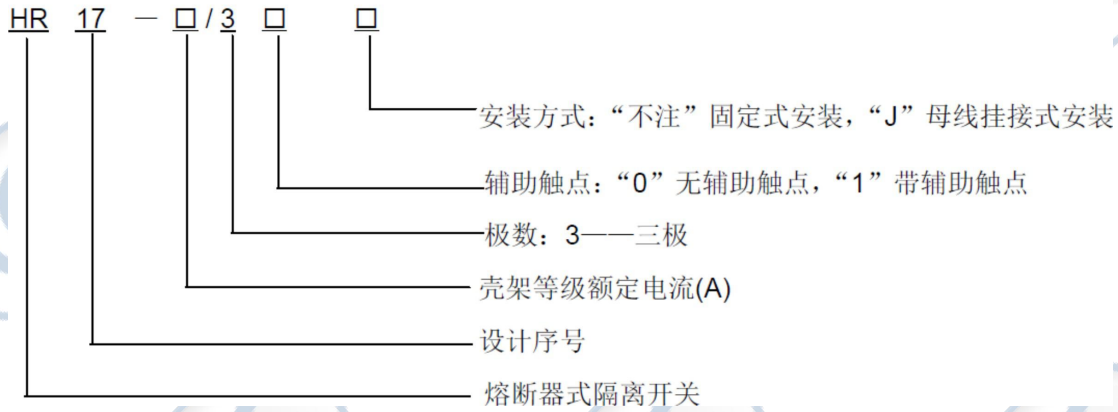 HR 17 － □ / 3 □ □
安装方式：“不注”固定式安装，“J”母线挂接式安装
辅助触点：“0”无辅助触点，“1”带辅助触点
极数：3——三极
壳架等级额定电流(A)
设计序号
熔断器式隔离开关